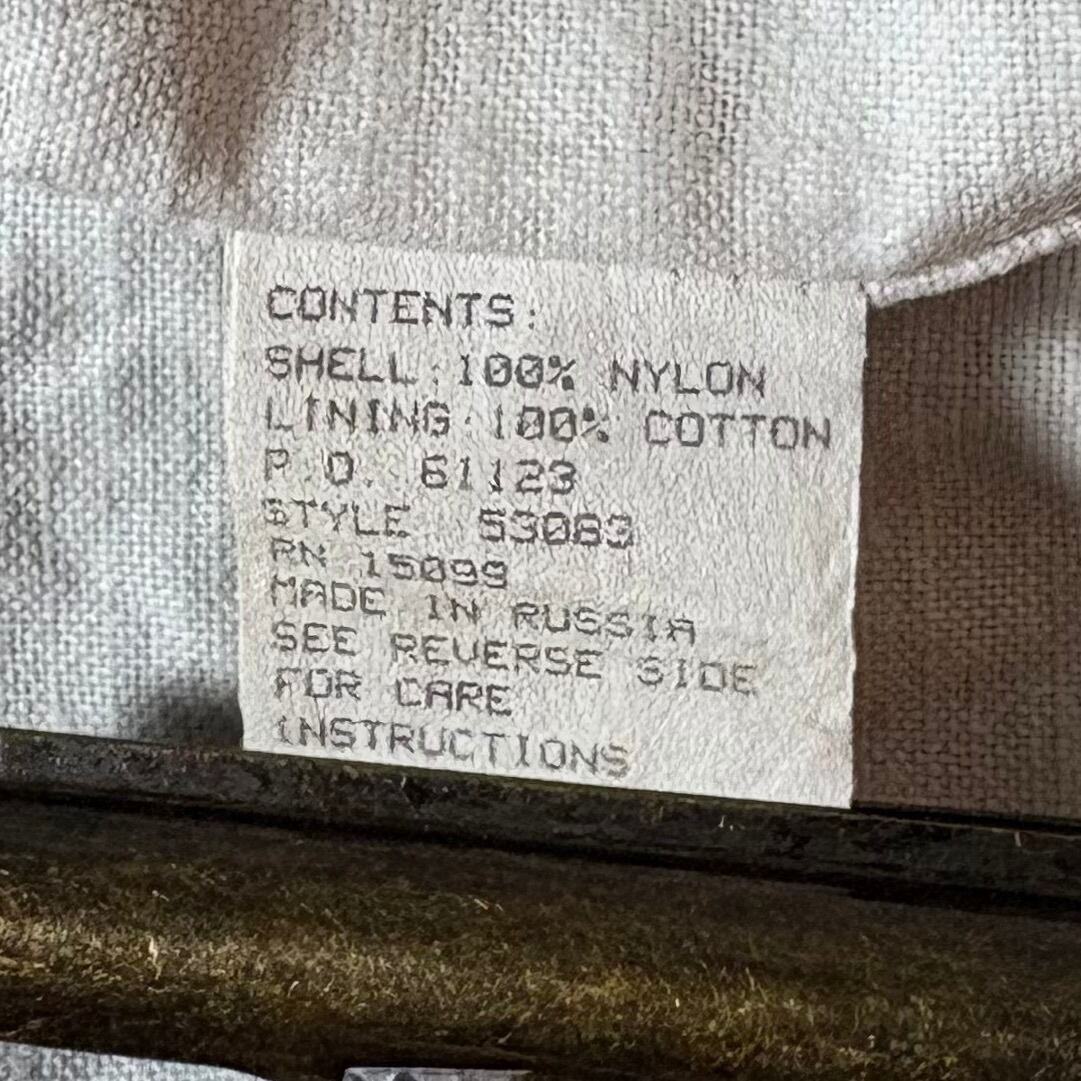 CONTENTS:
SHELL: 100% NYLON
LINING: 100% COTTON
P.O. 61123
STYLE 53083
RN 15099
MADE IN RUSSIA
SEE REVERSE SIDE
FOR CARE
INSTRUCTIONS